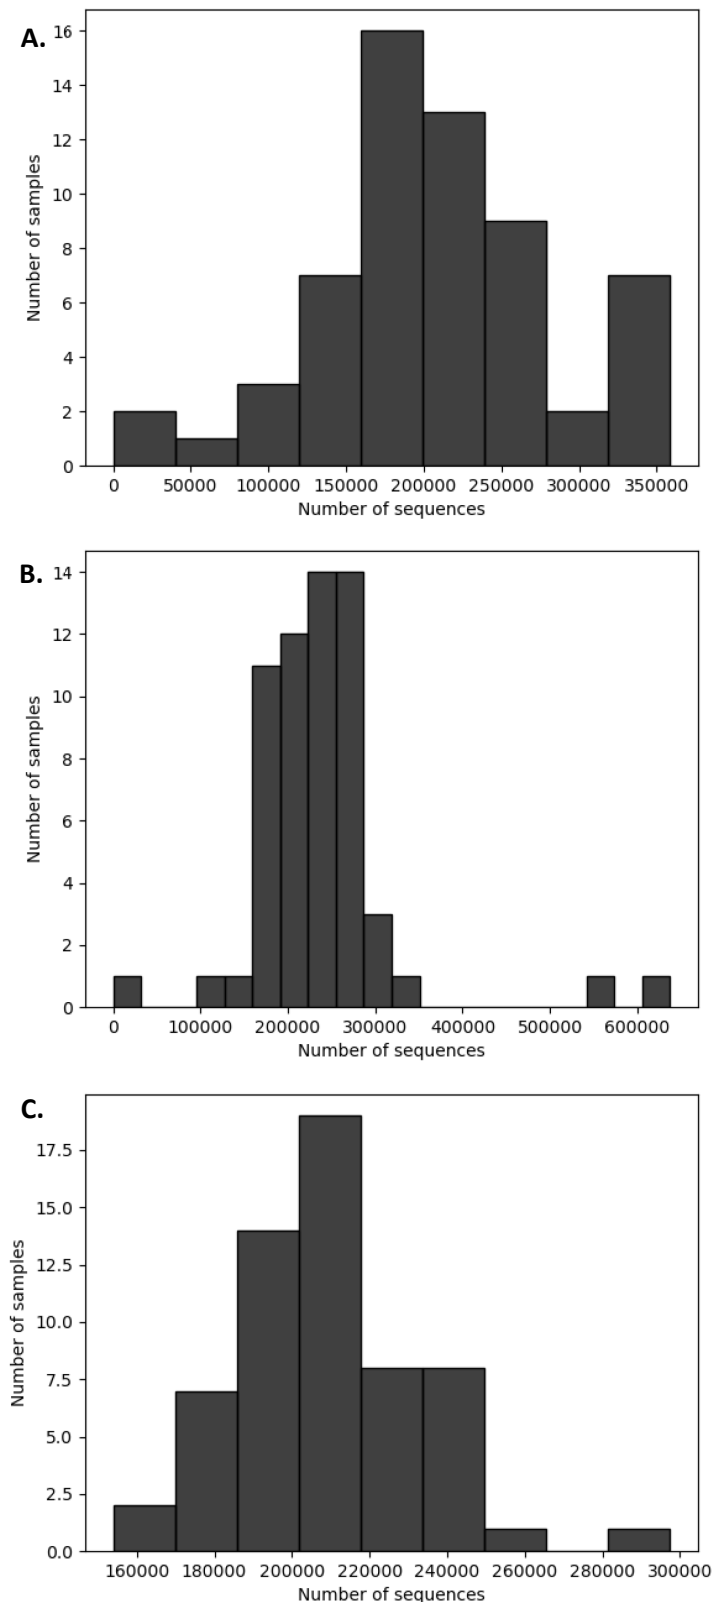 A.
Number of samples
16
14
12
10
8
6
4
2
0
0 50000 100000 150000 200000 250000 300000 350000
Number of sequences
B.
Number of samples
14
12
10
8
6
4
2
0
0 100000 200000 300000 400000 500000 600000
Number of sequences
C.
Number of samples
17.5
15.0
12.5
10.0
7.5
5.0
2.5
0.0
160000 180000 200000 220000 240000 260000 280000 300000
Number of sequences